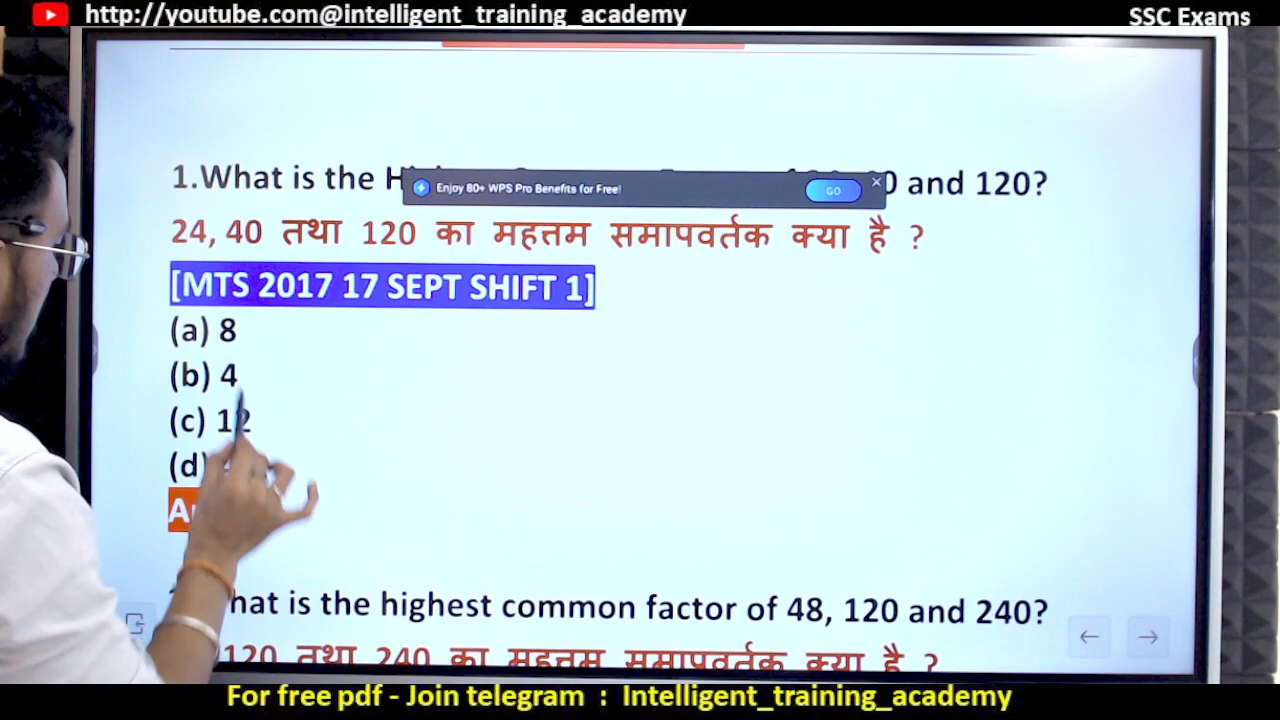 http://youtube.com@intelligent_training_academy
SSC Exams
1.What is the 0 and 120?
Enjoy 80+ WPS Pro Benefits for Free!
GO
24, 40 तथा 120 का महत्तम समापवर्तक क्या है ?
[MTS 2017 17 SEPT SHIFT 1]
(a) 8
(b) 4
(c) 12
(d)
hat is the highest common factor of 48, 120 and 240?
120 तथा 240 का महत्तम समापवर्तक क्या है ?
For free pdf - Join telegram : Intelligent_training_academy